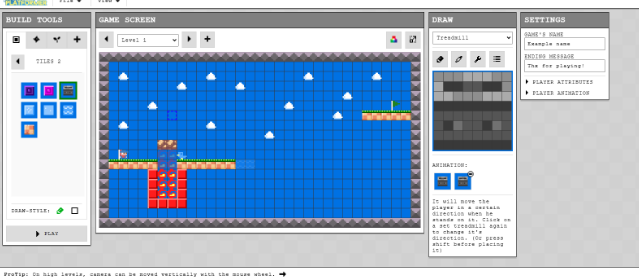 BUILD TOOLS
GAME SCREEN
DRAW
SETTINGS
Level 1
Treadmill
GAME'S NAME
Example name
ENDING MESSAGE
Thx for playing!
PLAYER ATTRIBUTES
PLAYER ANIMATION
TILES 2
ANIMATION:
It will move the
player in a certain
direction when he
stands on it. Click on
a set treadmill again
to change it's
direction. (Or press
shift before placing
it)
DRAW-STYLE:
PLAY
ProTip: On high levels, camera can be moved vertically with the mouse wheel.